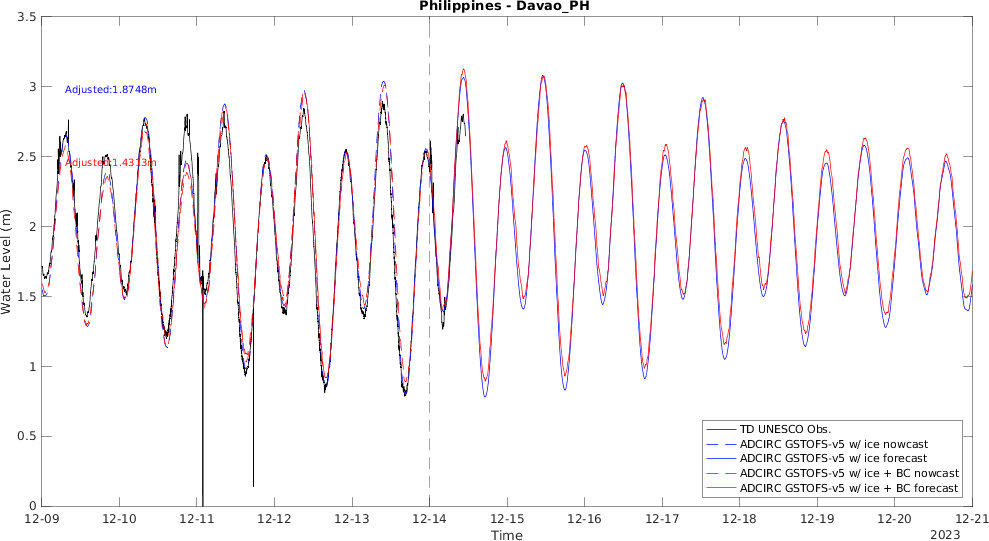 Philippines - Davao_PH
3.5
3
2.5
2
1.5
1
0.5
0
Water Level (m)
Adjusted:1.8748m
Adjusted:1.4313m
TD UNESCO Obs.
ADCIRC GSTOFS-v5 w/ ice nowcast
ADCIRC GSTOFS-v5 w/ ice forecast
ADCIRC GSTOFS-v5 w/ ice + BC nowcast
ADCIRC GSTOFS-v5 w/ ice + BC forecast
12-09 12-10 12-11 12-12 12-13 12-14 12-15 12-16 12-17 12-18 12-19 12-20 12-21
Time
2023